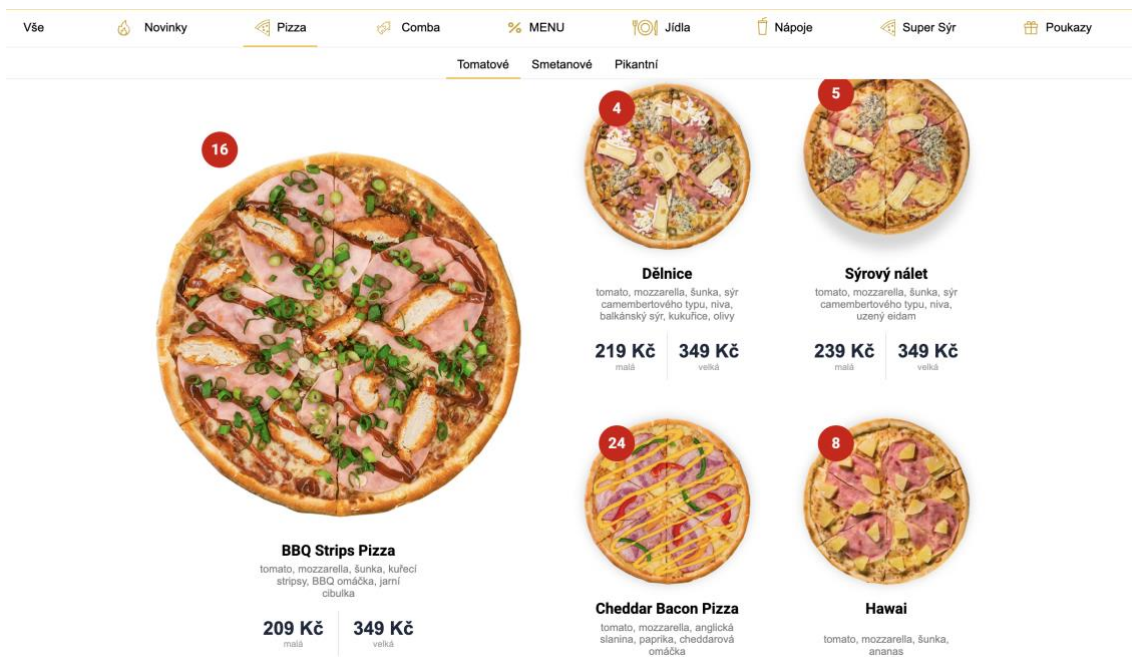 Vše
Novinky
Pizza
Comba
% MENU
Jídla
Nápoje
Super Sýr
Poukazy
Tomatové
Smetanové
Pikantní
16
BBQ Strips Pizza
tomato, mozzarella, šunka, kuřecí
stripsy, BBQ omáčka, jarní
cibulka
209 Kč
malá
349 Kč
velká
4
Dělnice
tomato, mozzarella, šunka, sýr
camembertového typu, niva,
balkánský sýr, kukuřice, olivy
219 Kč
malá
349 Kč
velká
5
Sýrový nálet
tomato, mozzarella, šunka, sýr
camembertového typu, niva,
uzený eidam
239 Kč
malá
349 Kč
velká
24
Cheddar Bacon Pizza
tomato, mozzarella, anglická
slanina, paprika, cheddarová
omáčka
8
Hawai
tomato, mozzarella, šunka,
ananas